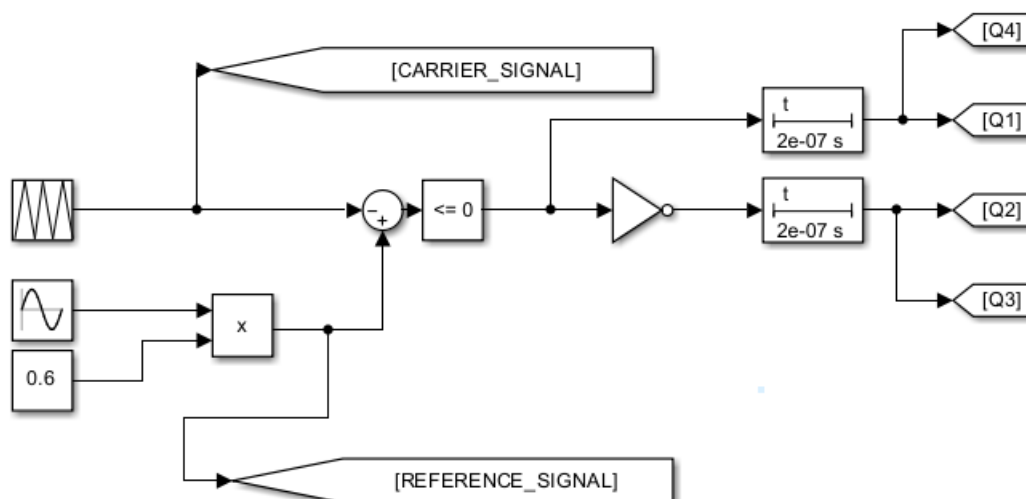 [Q4]
[CARRIER_SIGNAL]
t
2e-07 s
[Q1]
<= 0
t
2e-07 s
[Q2]
[Q3]
x
0.6
[REFERENCE_SIGNAL]